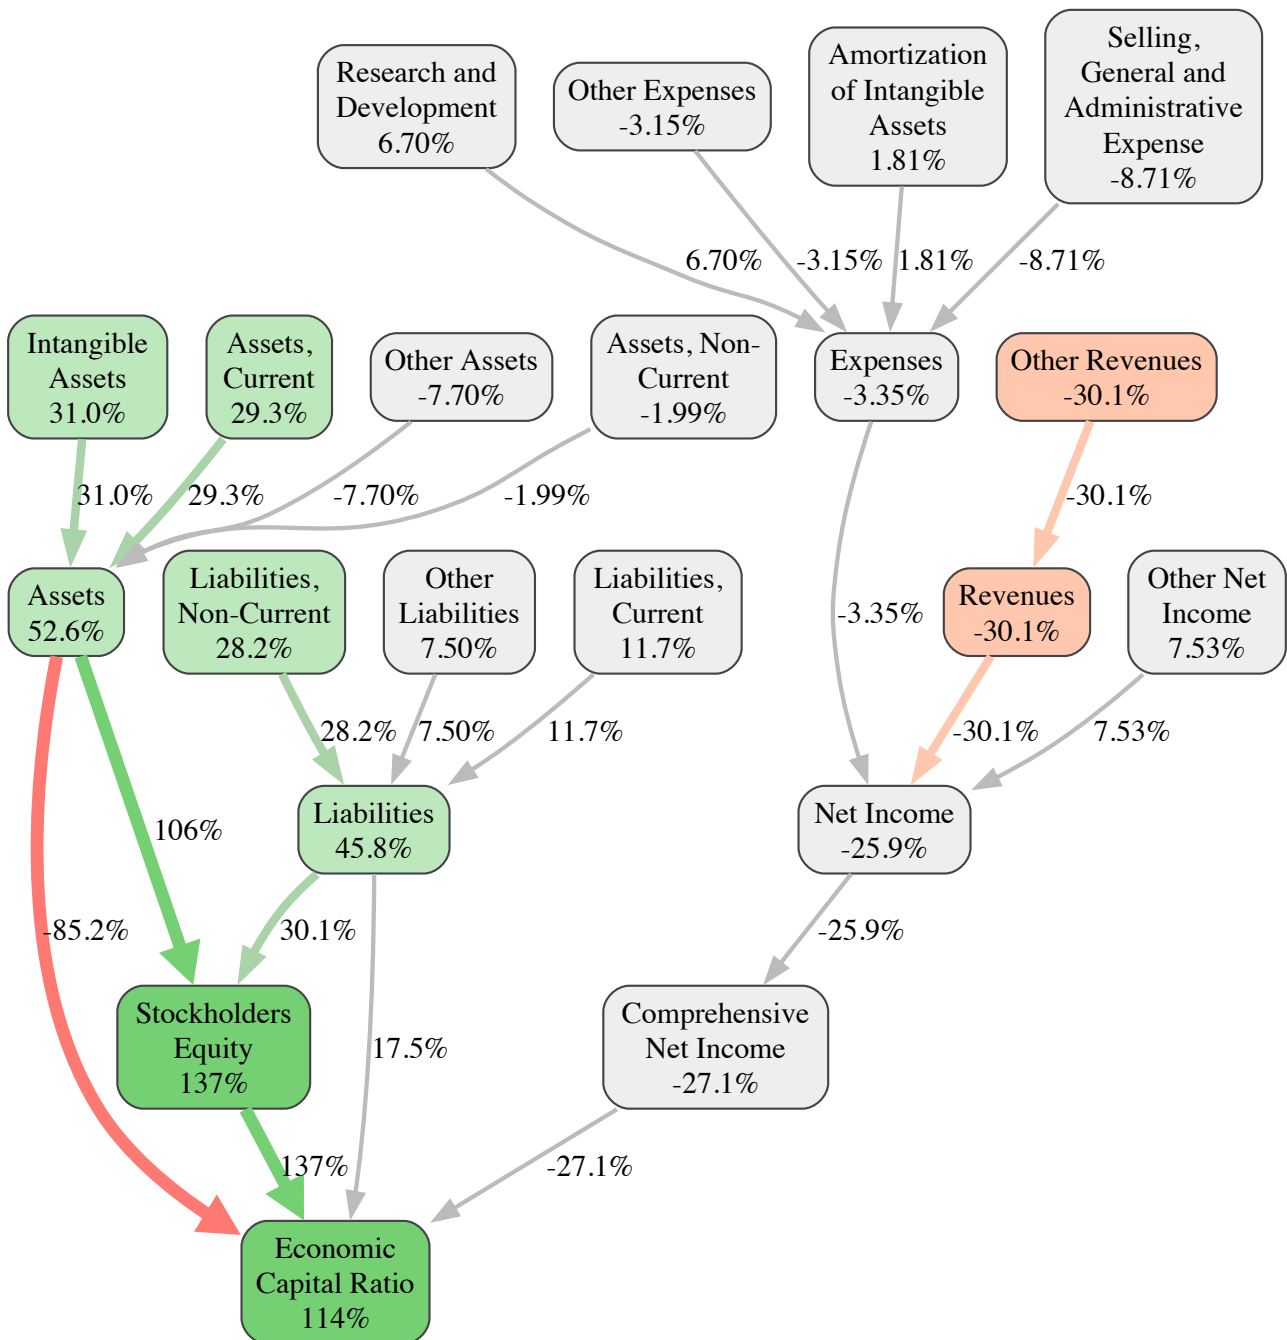 Research and
Development
6.70%
Other Expenses
-3.15%
Amortization
of Intangible
Assets
1.81%
Selling,
General and
Administrative
Expense
-8.71%
6.70%
-3.15%
1.81%
-8.71%
Intangible
Assets
31.0%
Assets,
Current
29.3%
Other Assets
-7.70%
Assets, Non-
Current
-1.99%
Expenses
-3.35%
Other Revenues
-30.1%
31.0%
29.3%
-7.70%
-1.99%
-30.1%
Assets
52.6%
Liabilities,
Non-Current
28.2%
Other
Liabilities
7.50%
Liabilities,
Current
11.7%
-3.35%
Revenues
-30.1%
Other Net
Income
7.53%
28.2%
7.50%
11.7%
-30.1%
7.53%
106%
Liabilities
45.8%
Net Income
-25.9%
-85.2%
30.1%
-25.9%
Stockholders
Equity
137%
17.5%
Comprehensive
Net Income
-27.1%
137%
-27.1%
Economic
Capital Ratio
114%